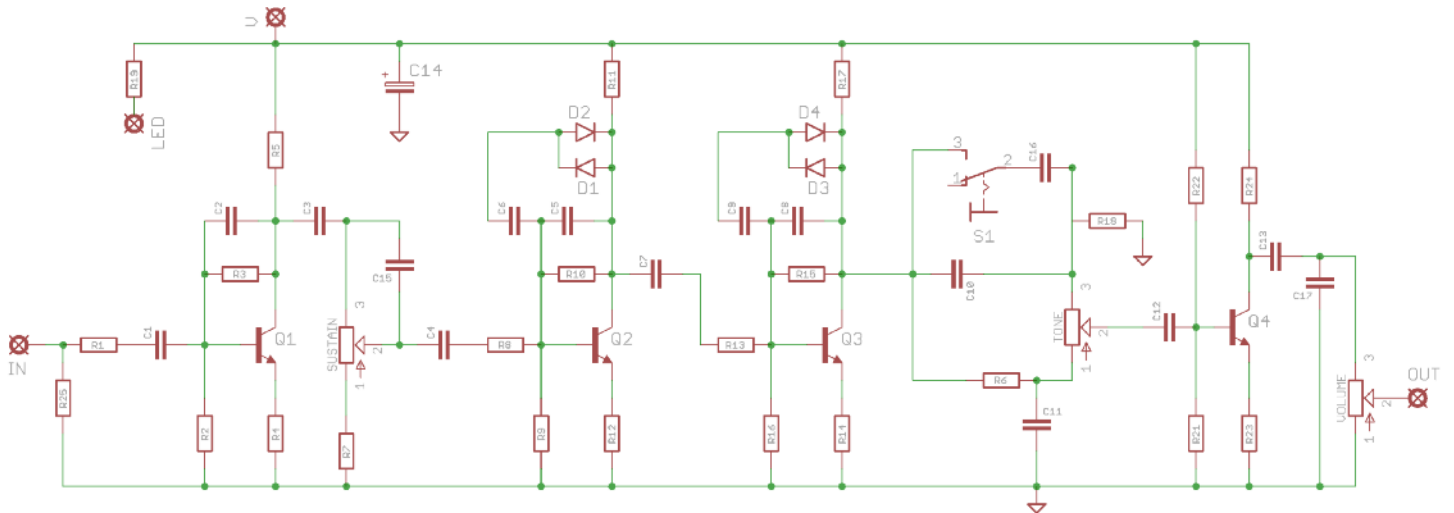 V
C14
R19
LED
R11
R17
D2
D4
D1
D3
R5
3
2
1
C16
S1
R22
R24
C2
C3
C6
C5
C9
C8
R18
R3
C15
R10
C7
R15
C10
C13
C17
IN
R1
C1
Q1
SUSTAIN
3
2
1
C4
R8
Q2
R13
Q3
TONE
3
2
1
C12
Q4
R6
R25
C11
VOLUME
3
2
1
OUT
R2
R4
R7
R9
R12
R16
R14
R21
R23